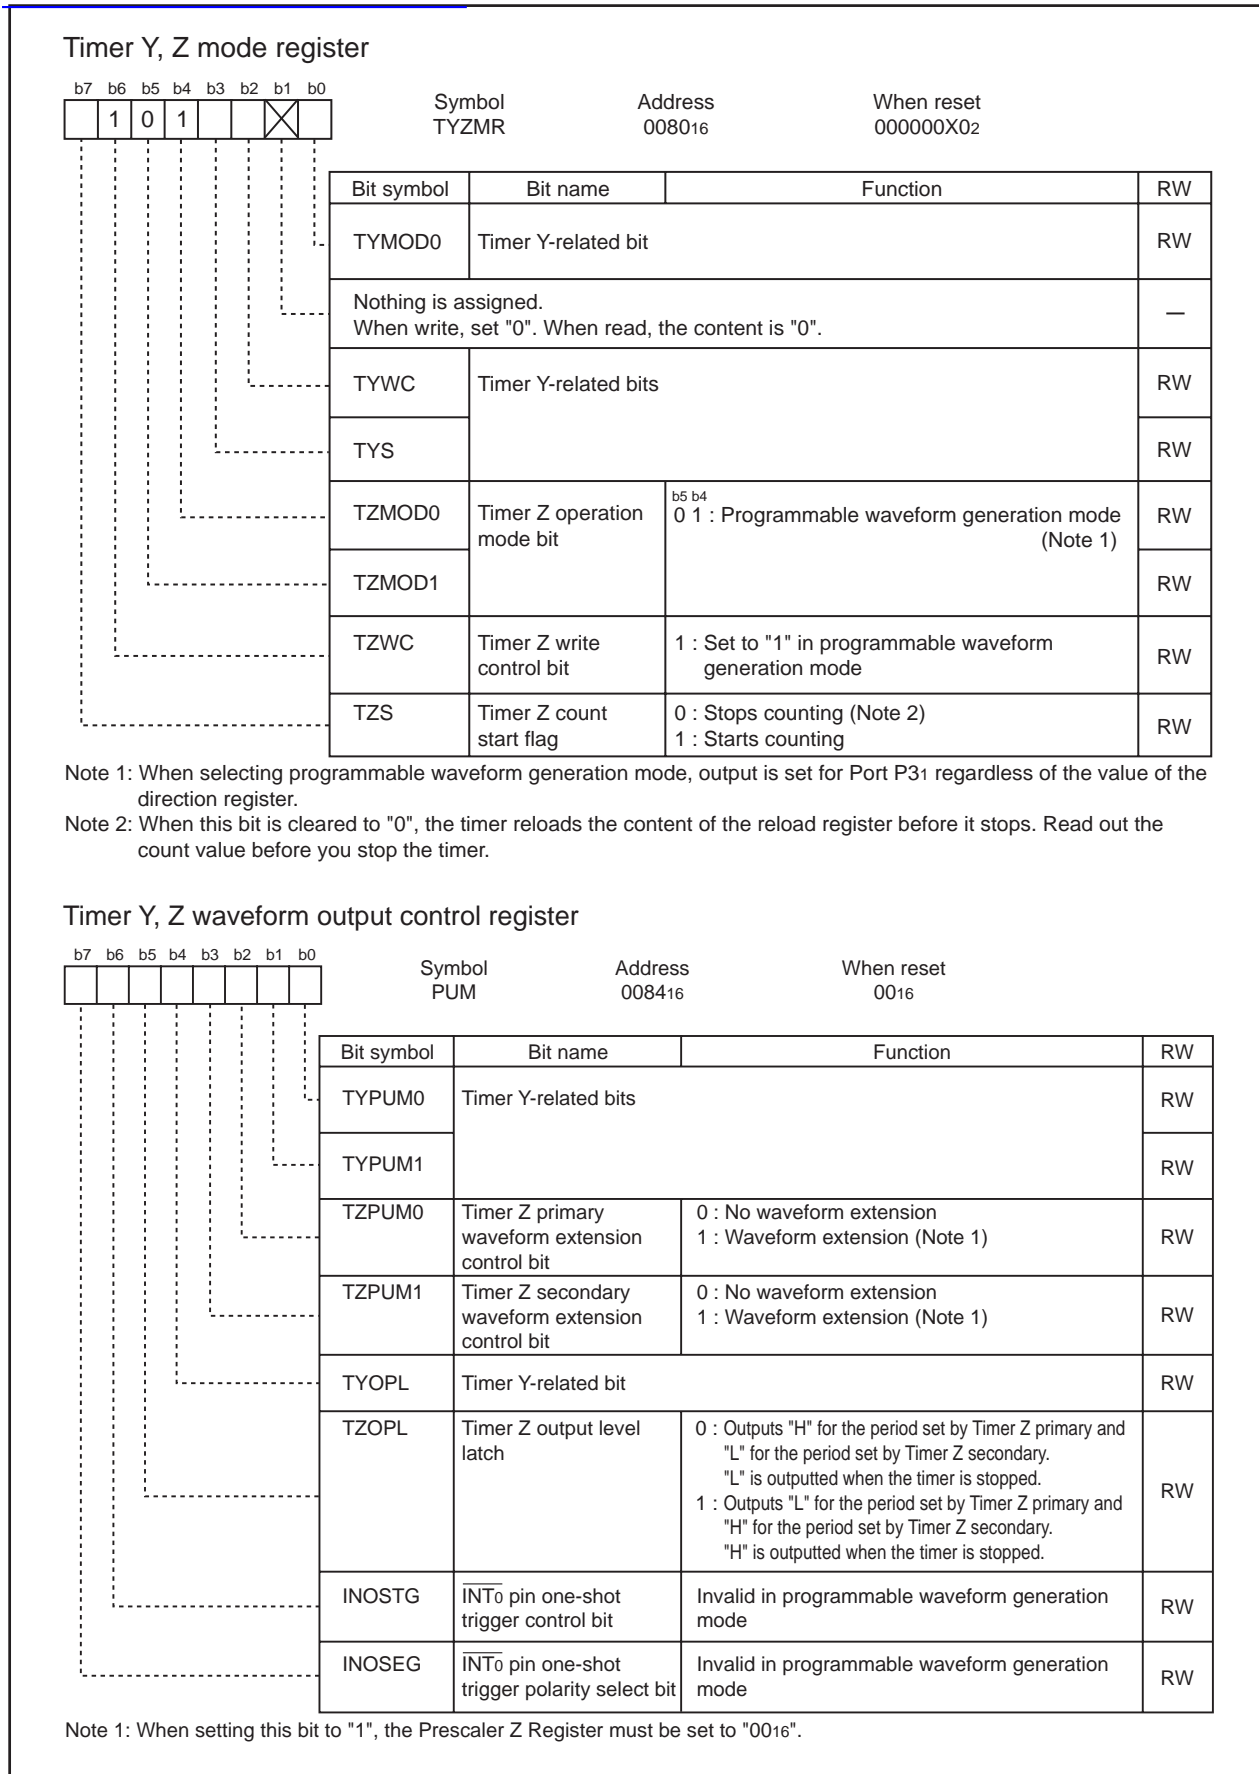 Timer Y, Z mode register
b7 b6 b5 b4 b3 b2 b1 b0
1 0 1
Symbol Address When reset
TYZMR 008016 000000X02
Bit symbol Bit name Function RW
TYMOD0 Timer Y-related bit RW
Nothing is assigned.
When write, set "0". When read, the content is "0". —
TYWC Timer Y-related bits RW
TYS RW
b5 b4
TZMOD0 Timer Z operation 0 1 : Programmable waveform generation mode RW
mode bit (Note 1)
TZMOD1 RW
TZWC Timer Z write 1 : Set to "1" in programmable waveform RW
control bit generation mode
TZS Timer Z count 0 : Stops counting (Note 2) RW
start flag 1 : Starts counting
Note 1: When selecting programmable waveform generation mode, output is set for Port P31 regardless of the value of the
direction register.
Note 2: When this bit is cleared to "0", the timer reloads the content of the reload register before it stops. Read out the
count value before you stop the timer.
Timer Y, Z waveform output control register
b7 b6 b5 b4 b3 b2 b1 b0
Symbol Address When reset
PUM 008416 0016
Bit symbol Bit name Function RW
TYPUM0 Timer Y-related bits RW
TYPUM1 RW
TZPUM0 Timer Z primary 0 : No waveform extension
waveform extension 1 : Waveform extension (Note 1) RW
control bit
TZPUM1 Timer Z secondary 0 : No waveform extension
waveform extension 1 : Waveform extension (Note 1) RW
control bit
TYOPL Timer Y-related bit RW
TZOPL Timer Z output level 0 : Outputs "H" for the period set by Timer Z primary and
latch "L" for the period set by Timer Z secondary.
"L" is outputted when the timer is stopped.
1 : Outputs "L" for the period set by Timer Z primary and RW
"H" for the period set by Timer Z secondary.
"H" is outputted when the timer is stopped.
INOSTG INT0 pin one-shot Invalid in programmable waveform generation RW
trigger control bit mode
INOSEG INT0 pin one-shot Invalid in programmable waveform generation RW
trigger polarity select bit mode
Note 1: When setting this bit to "1", the Prescaler Z Register must be set to "0016".